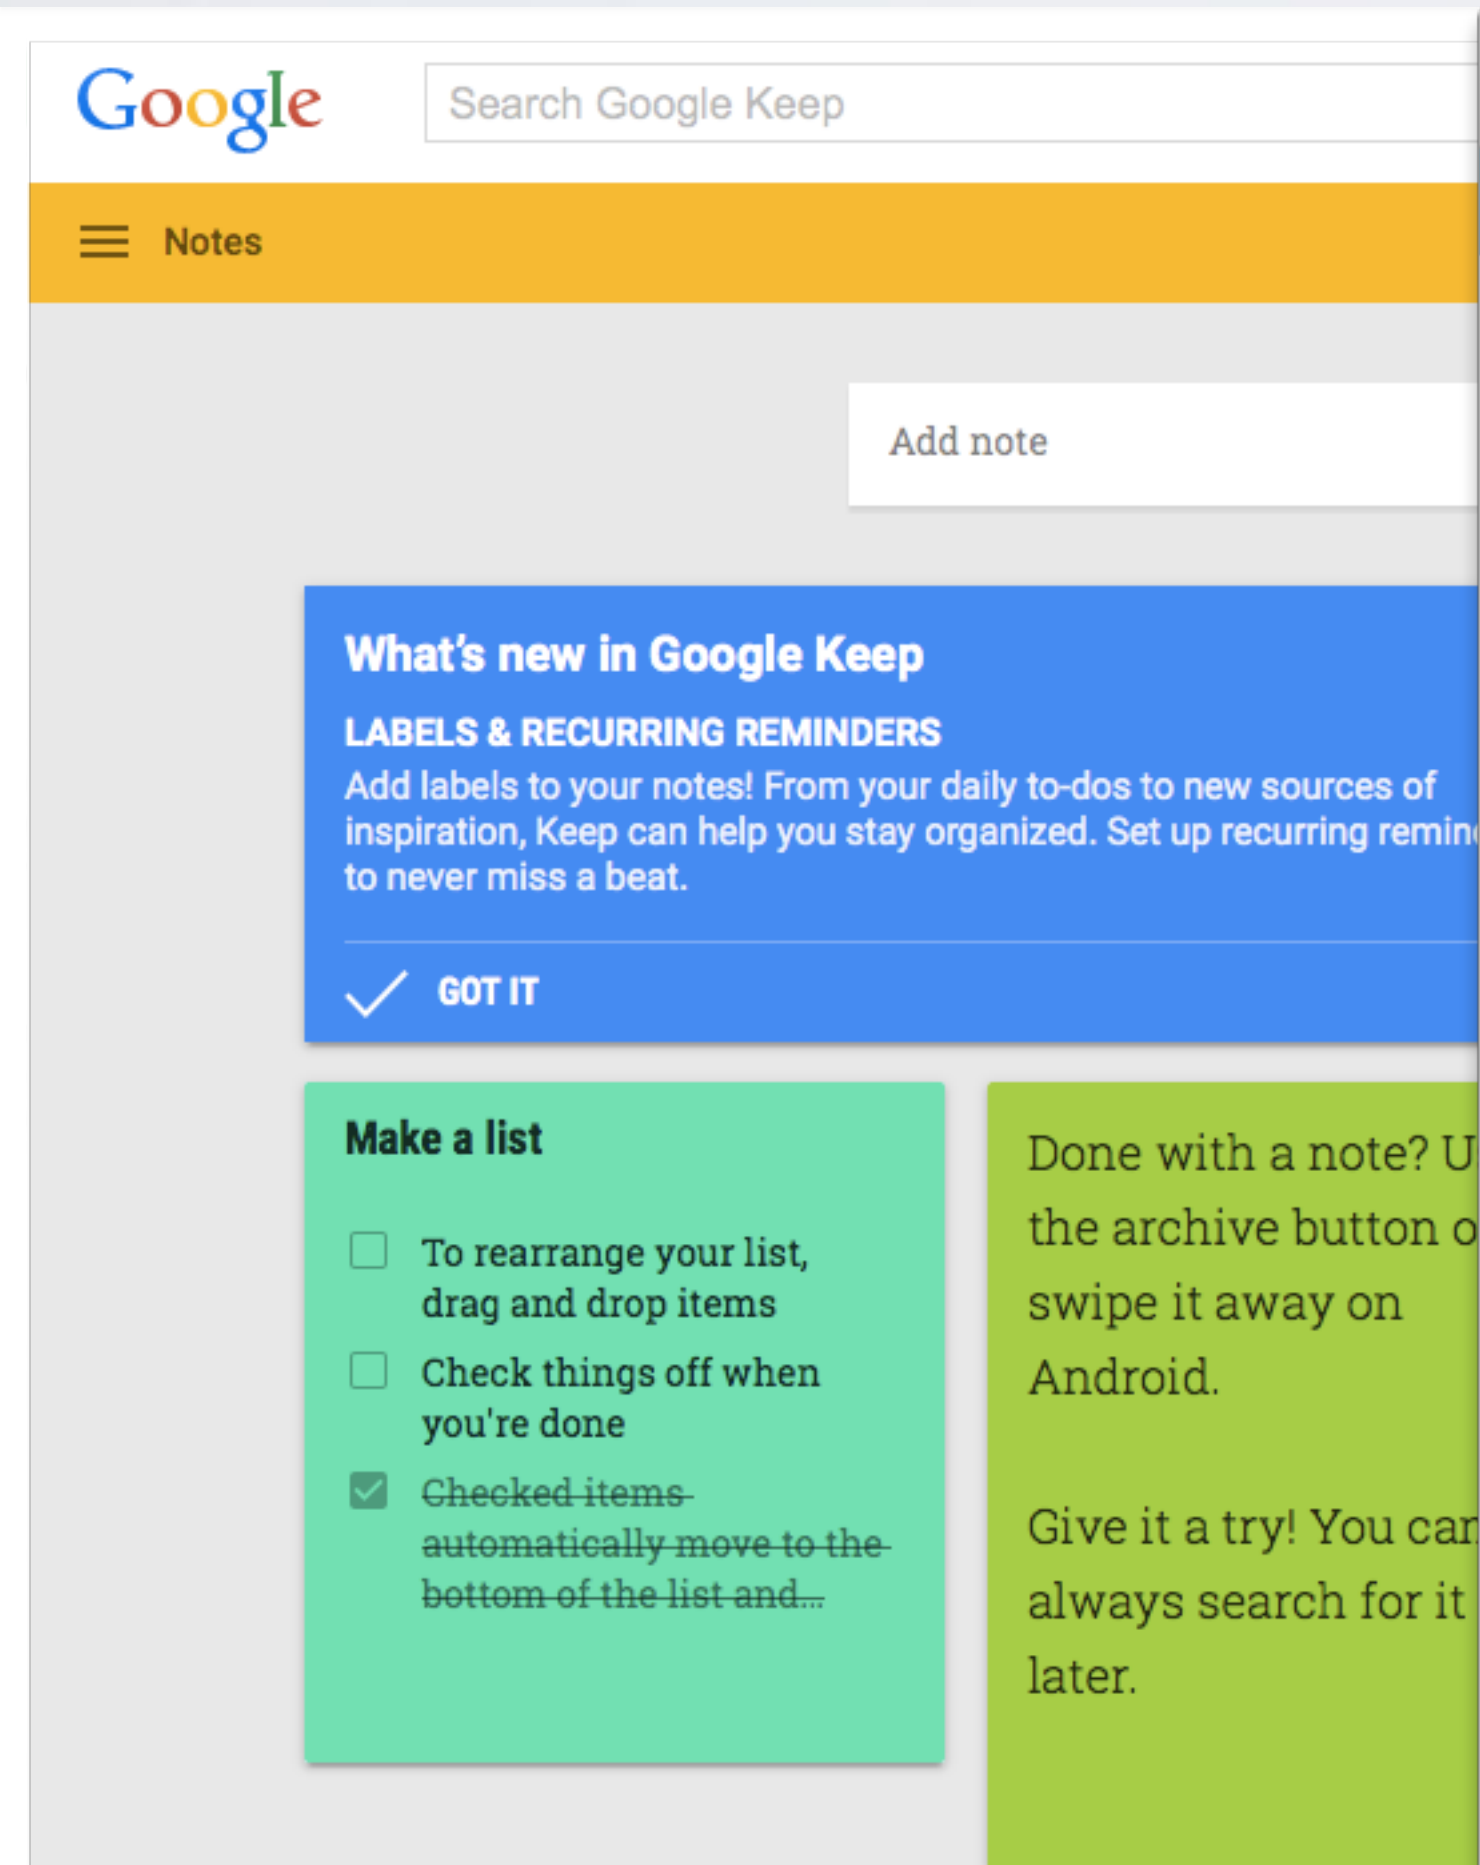 Google
Search Google Keep
Notes
Add note
What's new in Google Keep
LABELS & RECURRING REMINDERS
Add labels to your notes! From your daily to-dos to new sources of
inspiration, Keep can help you stay organized. Set up recurring
to never miss a beat.
GOT IT
Make a list
To rearrange your list,
drag and drop items
Check things off when
you're done
Checked items
automatically move to the
bottom of the list and...
Done with a note?
the archive button
swipe it away on
Android.
Give it a try! You
always search for it
later.